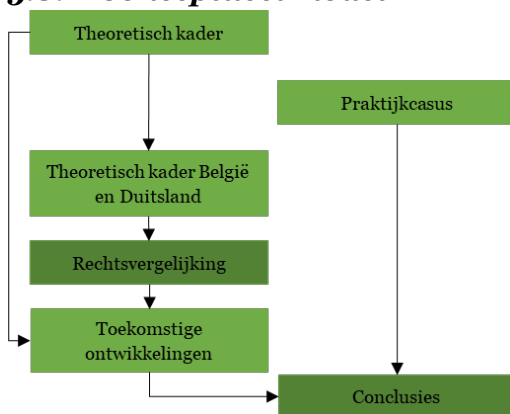 Theoretisch kader
Praktijkcasus
Theoretisch kader België
en Duitsland
Rechtsvergelijking
Toekomstige
ontwikkelingen
Conclusies